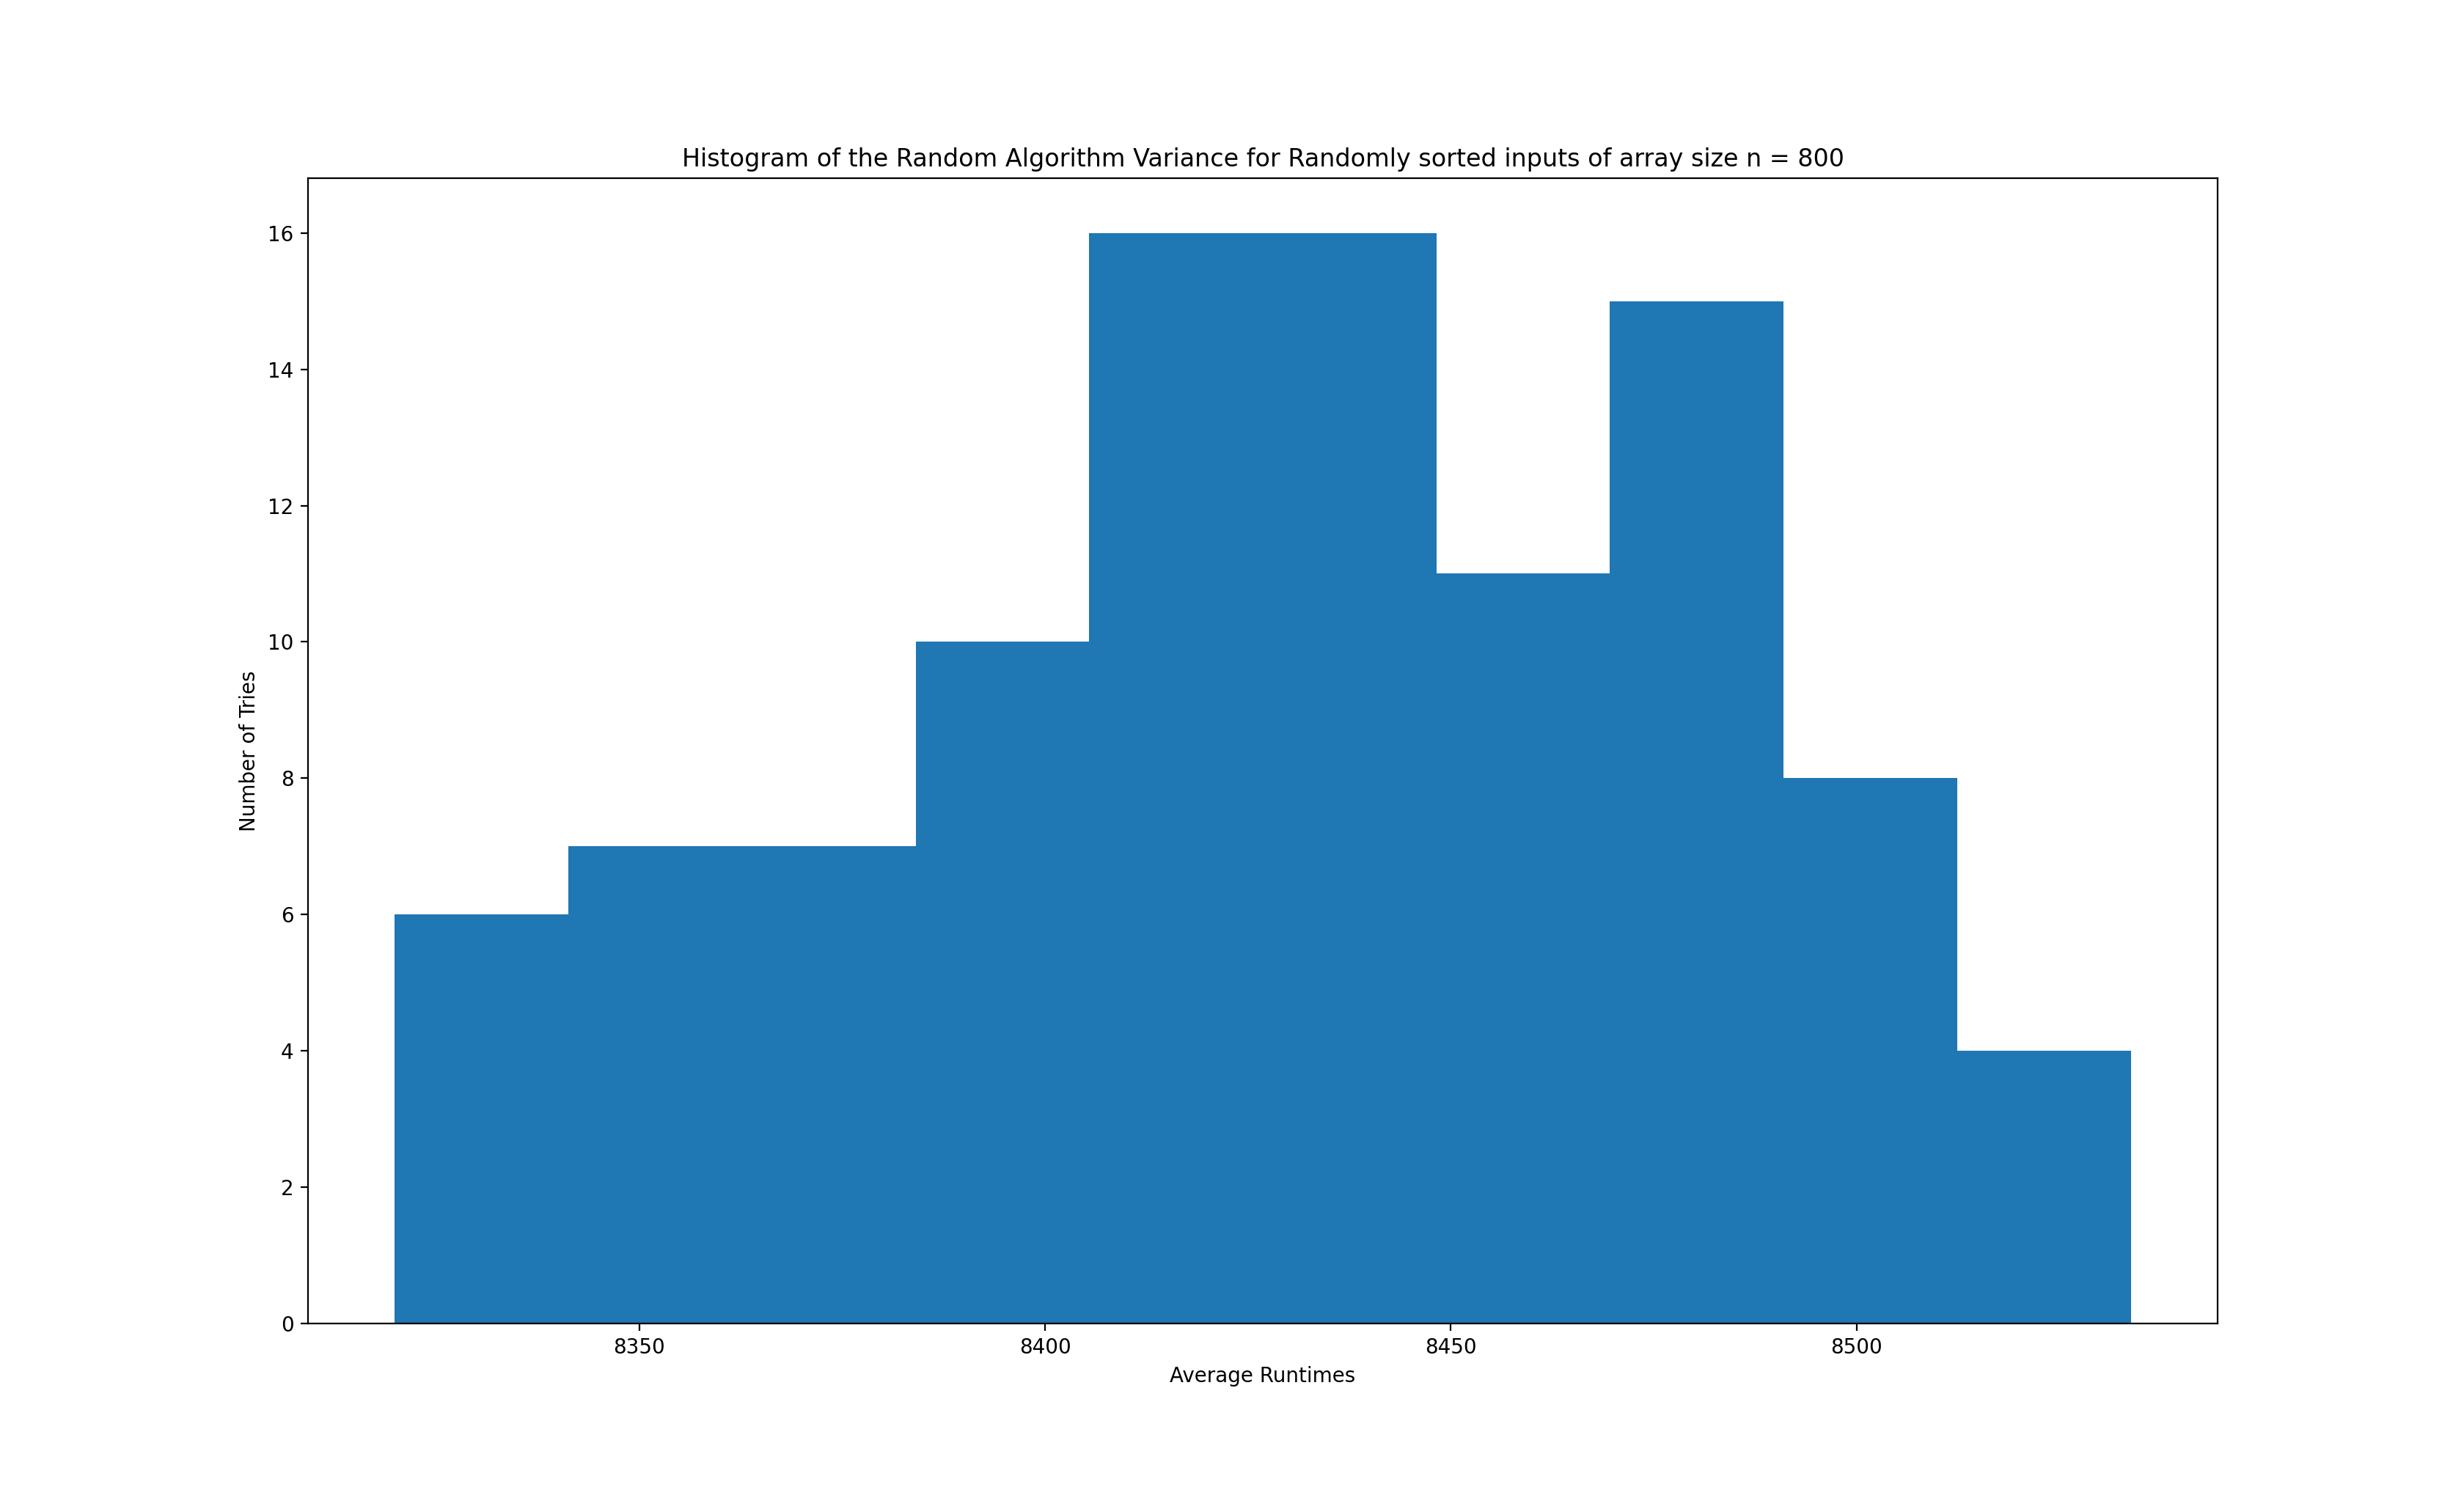 Histogram of the Random Algorithm Variance for Randomly sorted inputs of array size n = 800
16
14
12
10
8
6
4
2
0
Number of Tries
8350 8400 8450 8500
Average Runtimes